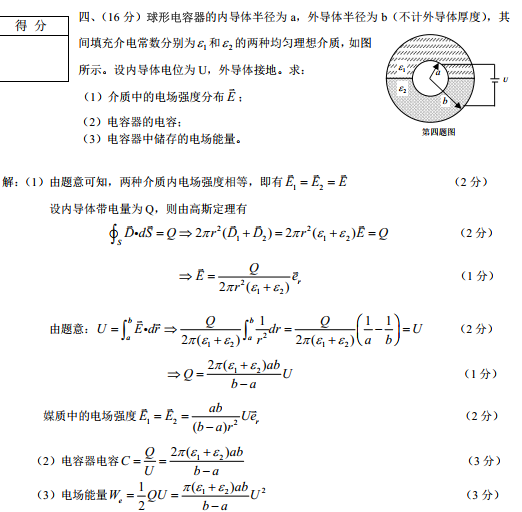 得 分
四、（16 分）球形电容器的内导体半径为 a，外导体半径为 b（不计外导体厚度），其
间填充介电常数分别为 ε₁ 和 ε₂ 的两种均匀理想介质，如图
所示。设内导体电位为 U，外导体接地。求：
（1）介质中的电场强度分布 E⃗；
（2）电容器的电容；
（3）电容器中储存的电场能量。
ε₁
a
ε₂
b
u
第四题图
解：（1）由题意可知，两种介质内电场强度相等，即有 E⃗₁ = E⃗₂ = E⃗ （2 分）
设内导体带电量为 Q，则由高斯定理有
∮_S D⃗•dS⃗ = Q ⇒ 2πr²(D⃗₁ + D⃗₂) = 2πr²(ε₁ + ε₂)E⃗ = Q （2 分）
⇒ E⃗ = Q / (2πr²(ε₁ + ε₂)) e⃗ᵣ （1 分）
由题意：U = ∫ₐᵇ E⃗•dr⃗ ⇒ Q / (2π(ε₁ + ε₂)) ∫ₐᵇ (1/r²) dr = Q / (2π(ε₁ + ε₂)) (1/a − 1/b) = U （2 分）
⇒ Q = 2π(ε₁ + ε₂)ab / (b − a) U （1 分）
媒质中的电场强度 E⃗₁ = E⃗₂ = ab / ((b − a)r²) Ue⃗ᵣ （2 分）
（2）电容器电容 C = Q/U = 2π(ε₁ + ε₂)ab / (b − a) （3 分）
（3）电场能量 Wₑ = 1/2 QU = π(ε₁ + ε₂)ab / (b − a) U² （3 分）